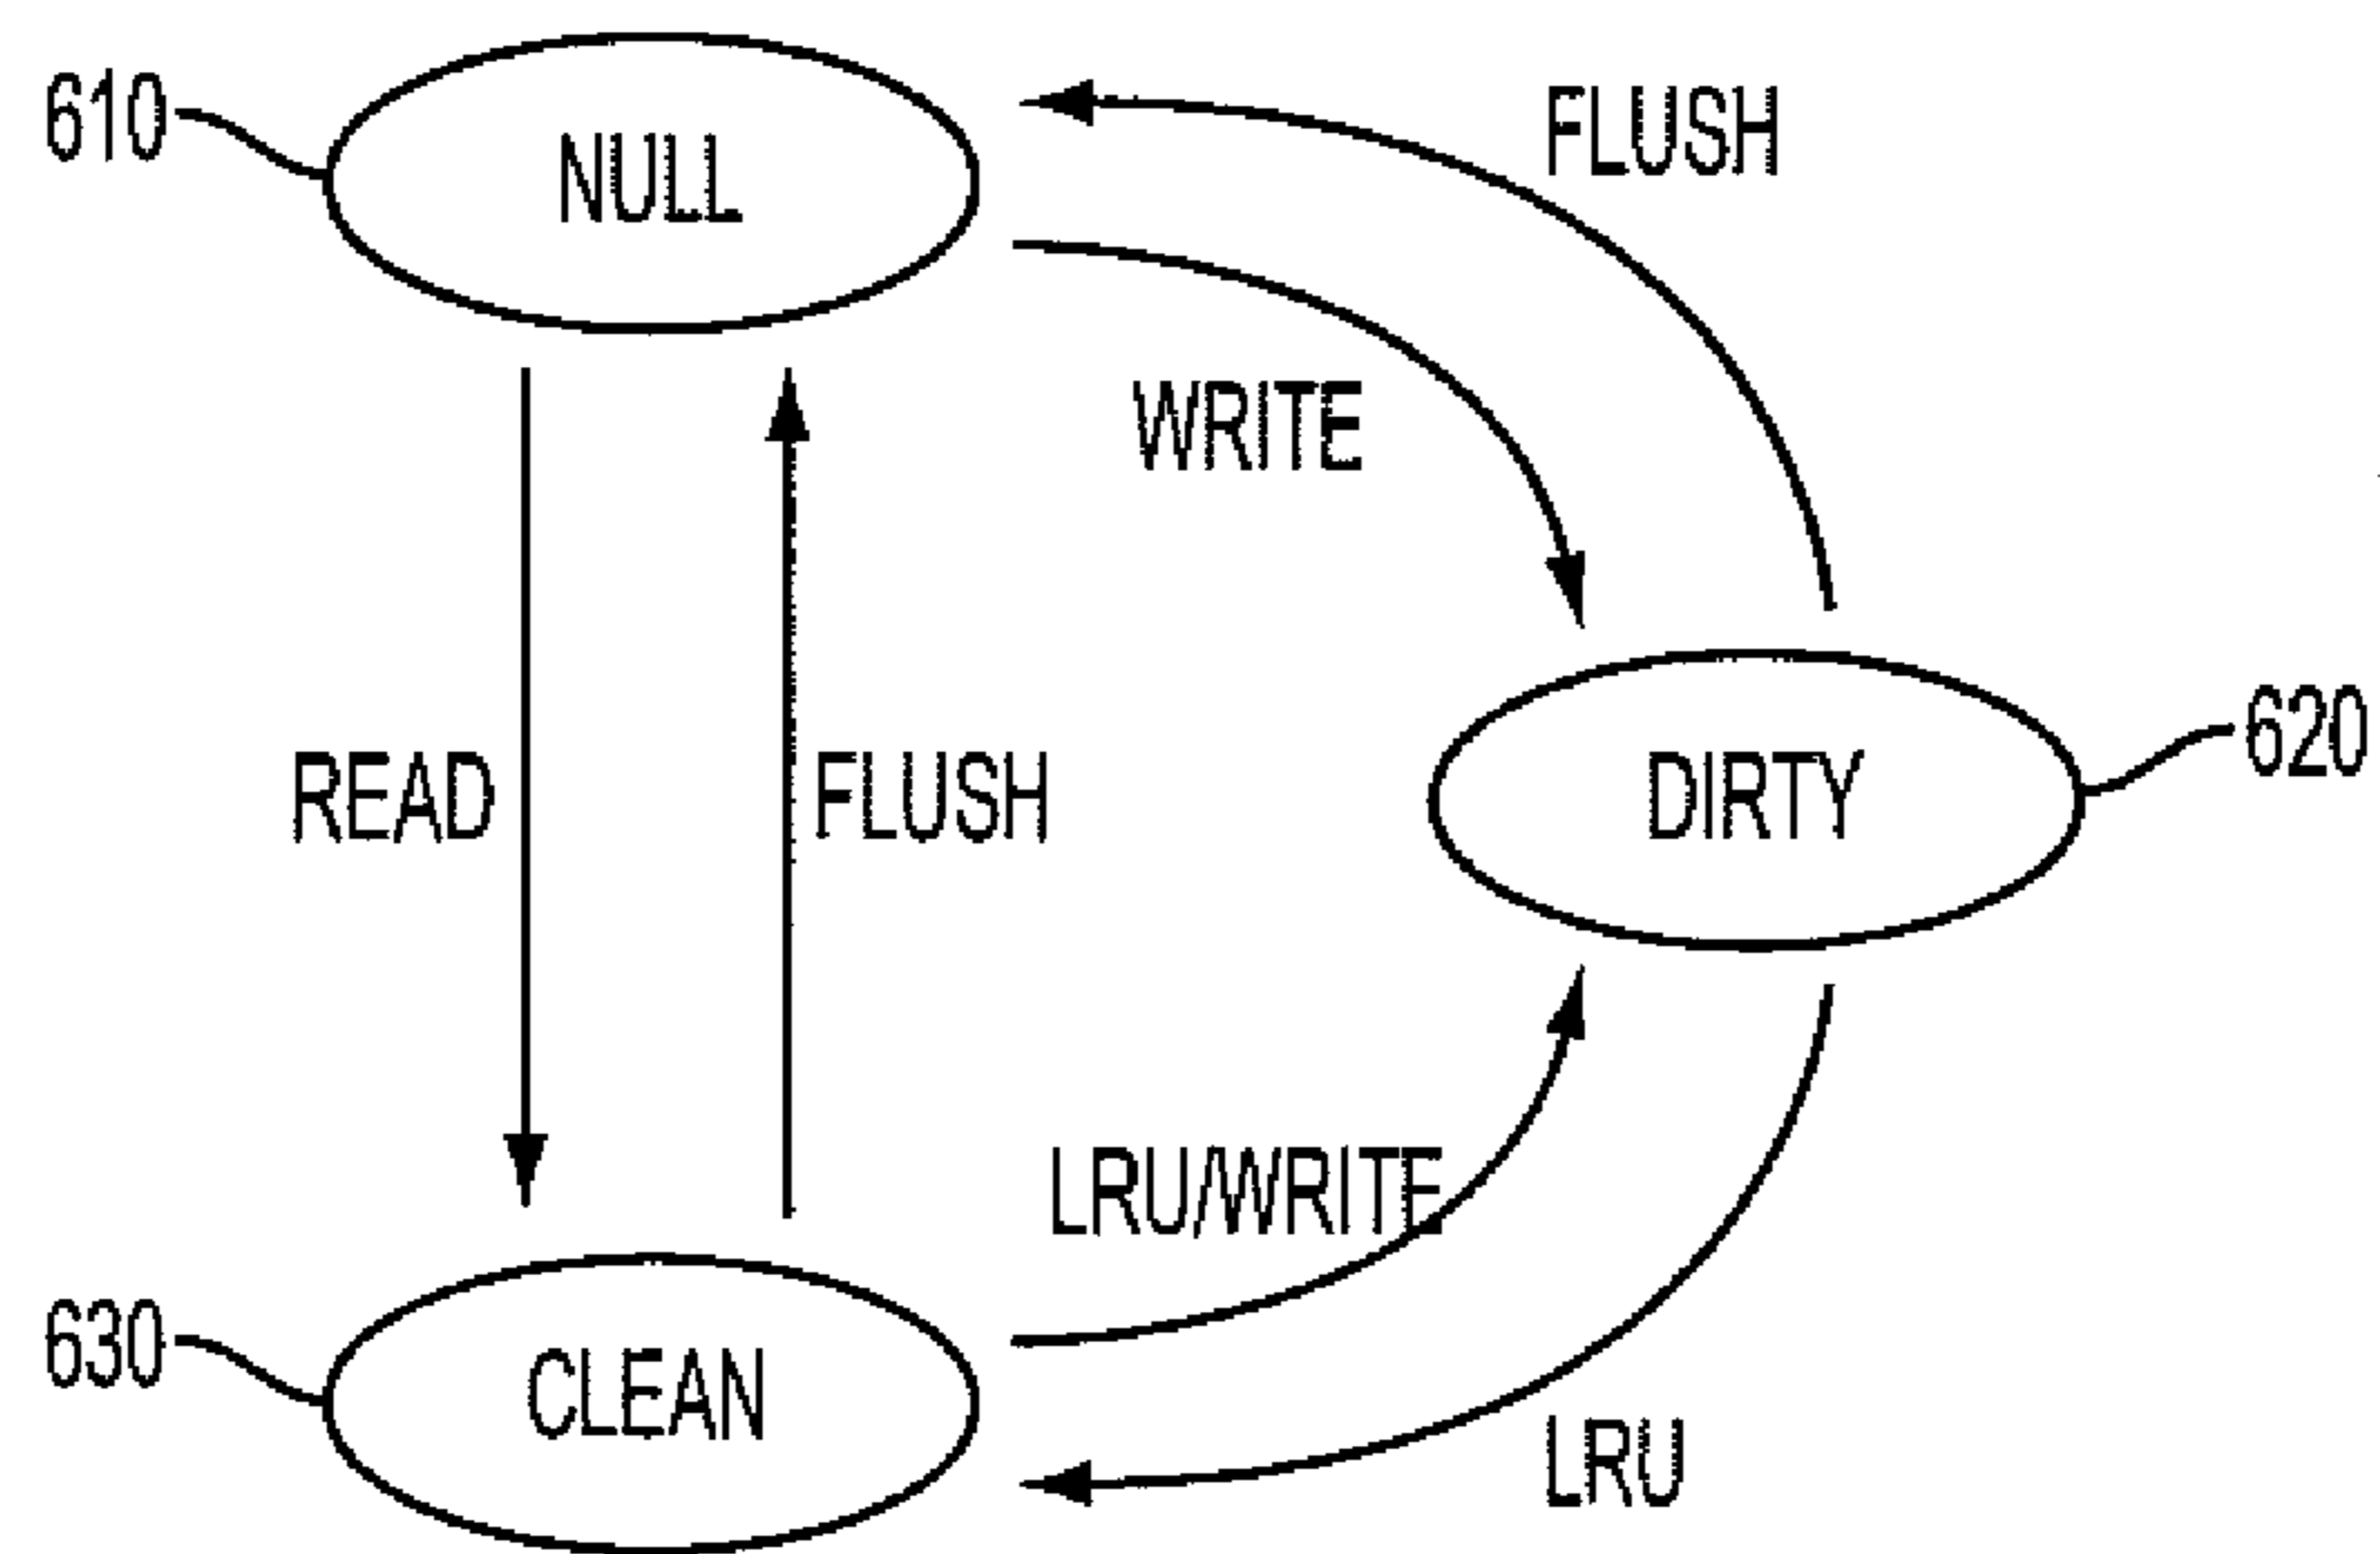 610
NULL
FLUSH
WRITE
READ
FLUSH
DIRTY
620
LRU/WRITE
630
CLEAN
LRU